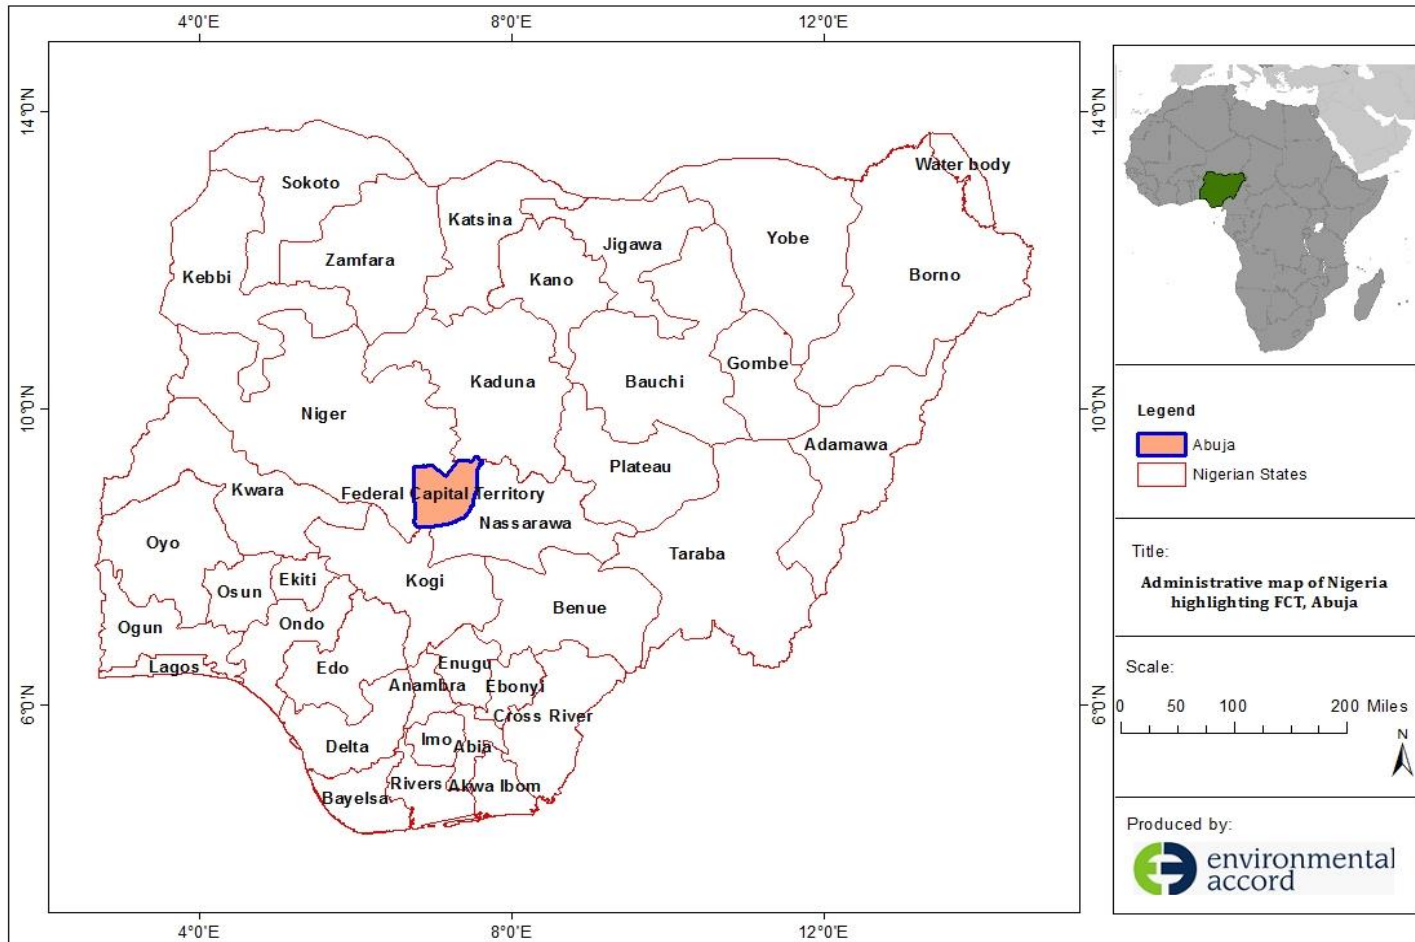 4°0'E
8°0'E
12°0'E
14°0'N
14°0'N
Water body
Sokoto
Katsina
Yobe
Jigawa
Zamfara
Borno
Kebbi
Kano
Gombe
Kaduna
Bauchi
10°0'N
Niger
10°0'N
Adamawa
Plateau
Kwara
Federal Capital Territory
Nassarawa
Oyo
Taraba
Ekiti
Kogi
Osun
Benue
Ogun
Ondo
Lagos
Edo
Enugu
Anambra
Ebonyi
6°0'N
Cross River
6°0'N
Delta
Imo
Abia
Rivers
Akwa Ibom
Bayelsa
4°0'E
8°0'E
12°0'E
Legend
Abuja
Nigerian States
Title:
Administrative map of Nigeria
highlighting FCT, Abuja
Scale:
0 50 100 200 Miles
N
Produced by:
environmental
accord